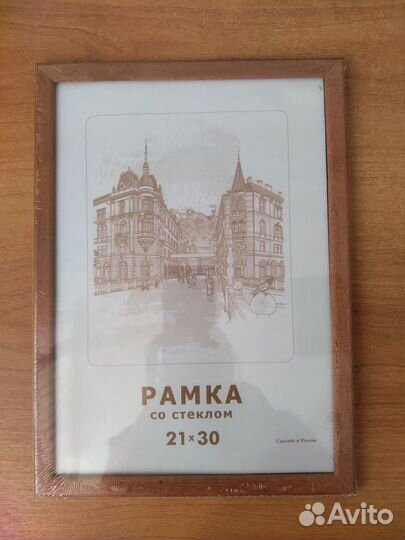 РАМКА
со стеклом
21×30
Сделано в России
Avito